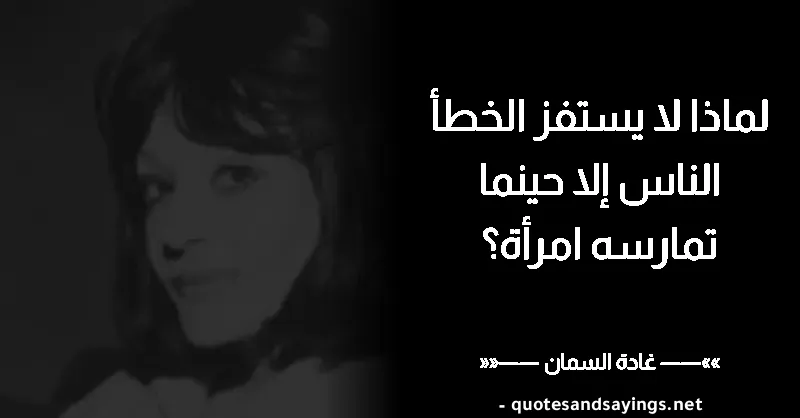 لماذا لا يستفز الخطأ
الناس إلا حينما
تمارسه امرأة؟
»»—— غادة السمان ——««
- quotesandsayings.net